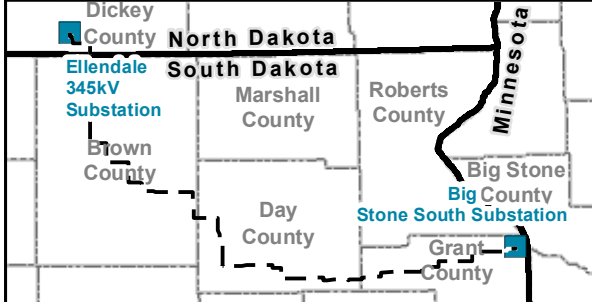 Dickey
County
North Dakota
South Dakota
Minnesota
Ellendale
345kV
Substation
Marshall
County
Roberts
County
Brown
County
Big Stone
County
Big
Stone South Substation
Day
County
Grant
County